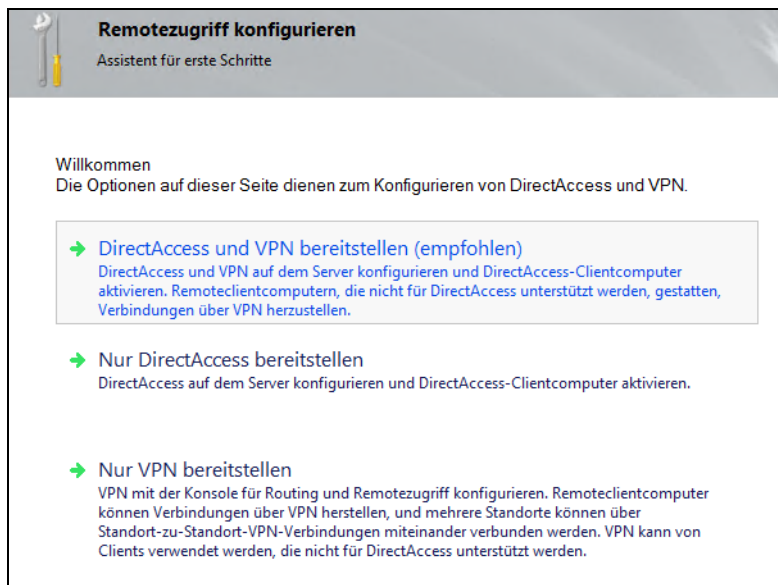 Remotezugriff konfigurieren
Assistent für erste Schritte
Willkommen
Die Optionen auf dieser Seite dienen zum Konfigurieren von DirectAccess und VPN.
DirectAccess und VPN bereitstellen (empfohlen)
DirectAccess und VPN auf dem Server konfigurieren und DirectAccess-Clientcomputer
aktivieren. Remoteclientcomputern, die nicht für DirectAccess unterstützt werden, gestatten,
Verbindungen über VPN herzustellen.
Nur DirectAccess bereitstellen
DirectAccess auf dem Server konfigurieren und DirectAccess-Clientcomputer aktivieren.
Nur VPN bereitstellen
VPN mit der Konsole für Routing und Remotezugriff konfigurieren. Remoteclientcomputer
können Verbindungen über VPN herstellen, und mehrere Standorte können über
Standort-zu-Standort-VPN-Verbindungen miteinander verbunden werden. VPN kann von
Clients verwendet werden, die nicht für DirectAccess unterstützt werden.